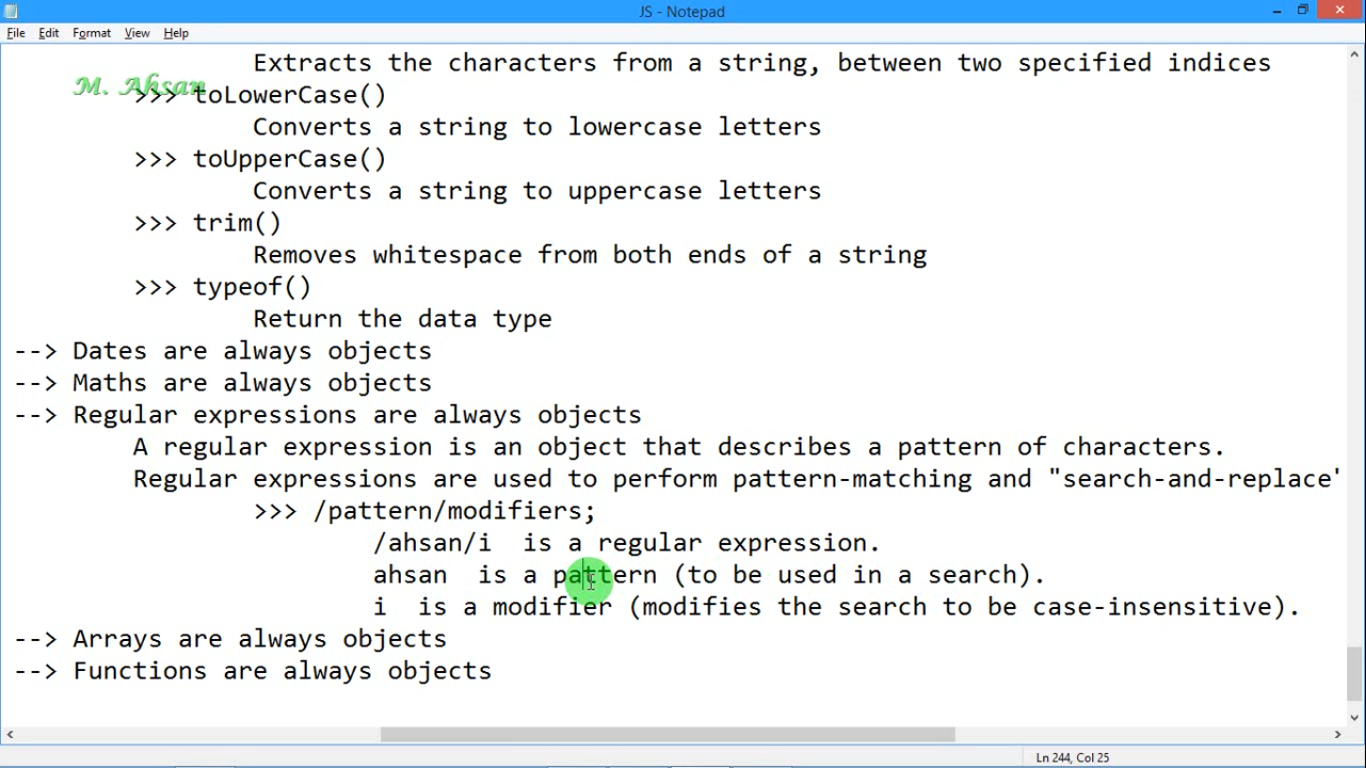 JS - Notepad
File Edit Format View Help
Extracts the characters from a string, between two specified indices
M. Ahsan
>>> toLowerCase()
Converts a string to lowercase letters
>>> toUpperCase()
Converts a string to uppercase letters
>>> trim()
Removes whitespace from both ends of a string
>>> typeof()
Return the data type
--> Dates are always objects
--> Maths are always objects
--> Regular expressions are always objects
A regular expression is an object that describes a pattern of characters.
Regular expressions are used to perform pattern-matching and "search-and-replace'
>>> /pattern/modifiers;
/ahsan/i  is a regular expression.
ahsan  is a pattern (to be used in a search).
i  is a modifier (modifies the search to be case-insensitive).
--> Arrays are always objects
--> Functions are always objects
Ln 244, Col 25